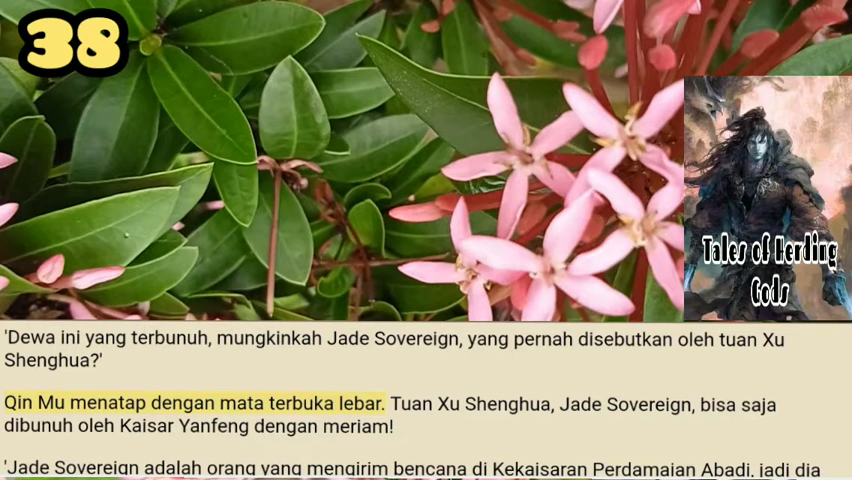 38
Tales of Herding
Gods
'Dewa ini yang terbunuh, mungkinkah Jade Sovereign, yang pernah disebutkan oleh tuan Xu
Shenghua?'
Qin Mu menatap dengan mata terbuka lebar. Tuan Xu Shenghua, Jade Sovereign, bisa saja
dibunuh oleh Kaisar Yanfeng dengan meriam!
'Jade Sovereign adalah orang yang mengirim bencana di Kekaisaran Perdamaian Abadi, jadi dia